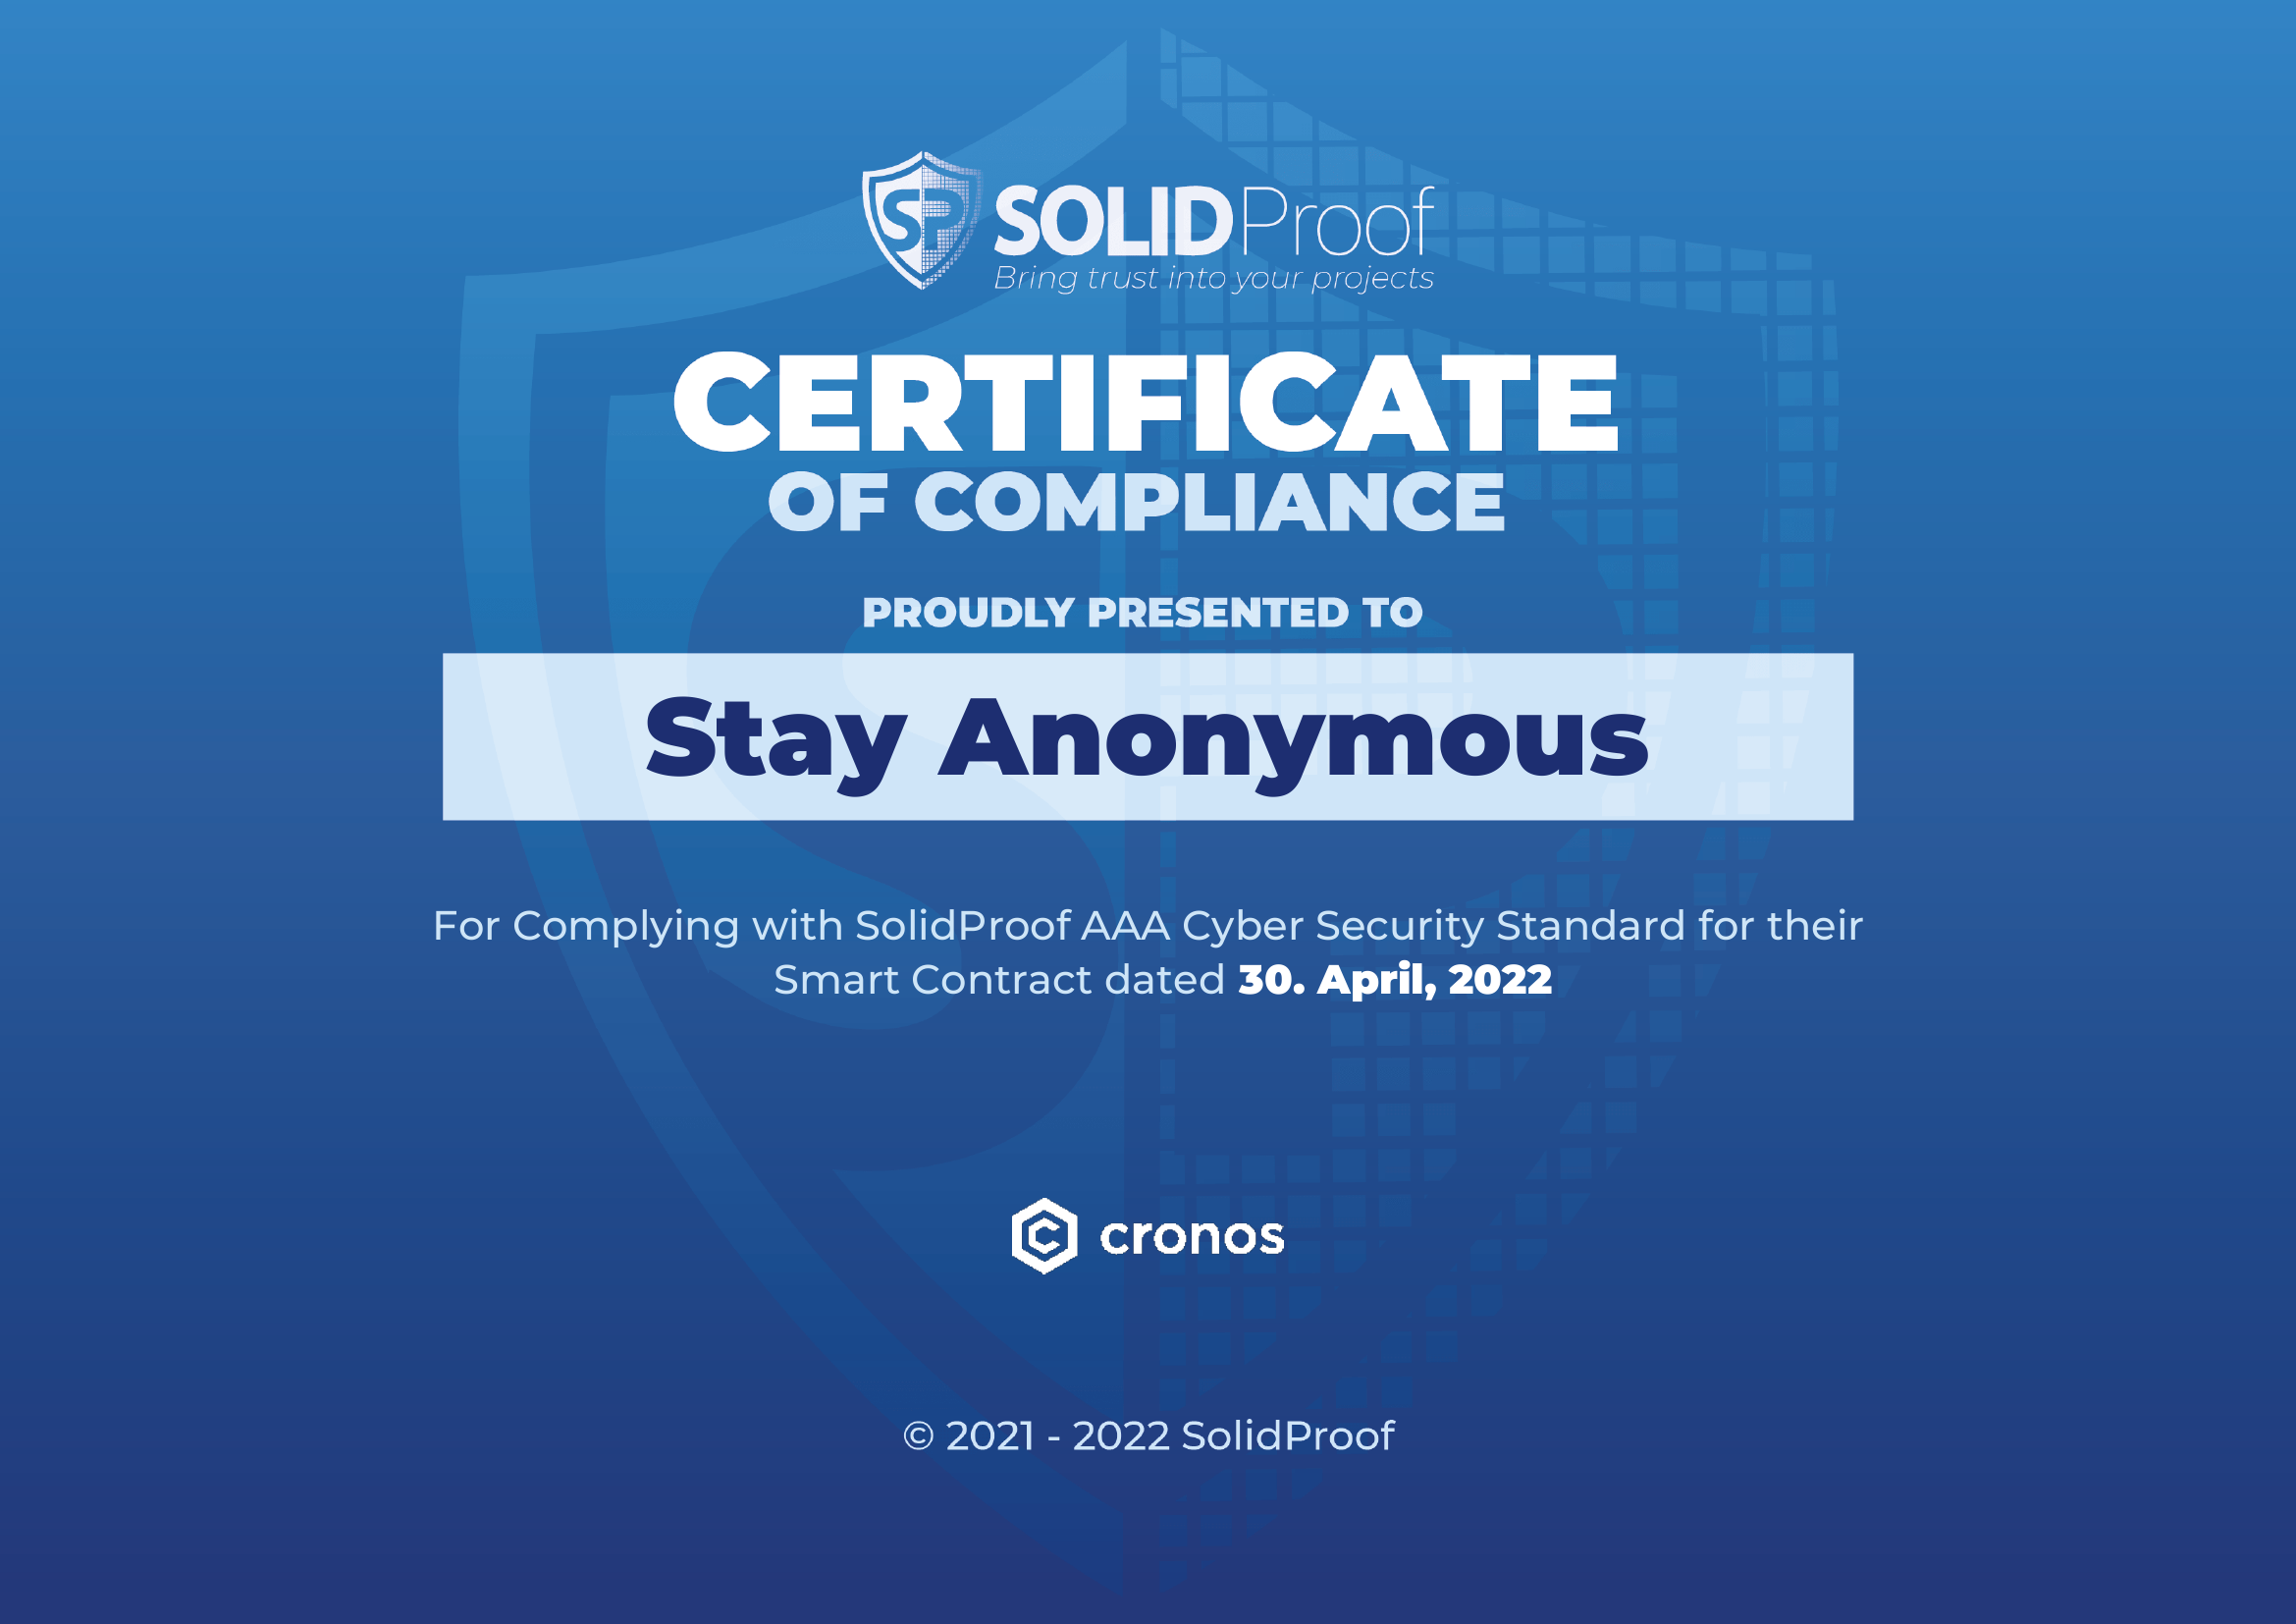 SP SOLIDProof
Bring trust into your projects
CERTIFICATE
OF COMPLIANCE
PROUDLY PRESENTED TO
Stay Anonymous
For Complying with SolidProof AAA Cyber Security Standard for their
Smart Contract dated 30. April, 2022
cronos
© 2021 - 2022 SolidProof